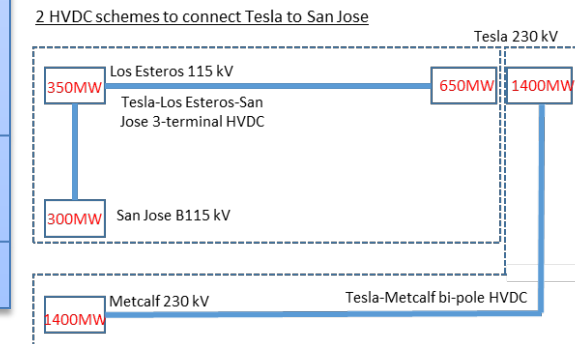 2 HVDC schemes to connect Tesla to San Jose
Tesla 230 kV
350MW
Los Esteros 115 kV
650MW
1400MW
Tesla-Los Esteros-San
Jose 3-terminal HVDC
300MW
San Jose B115 kV
1400MW
Metcalf 230 kV
Tesla-Metcalf bi-pole HVDC